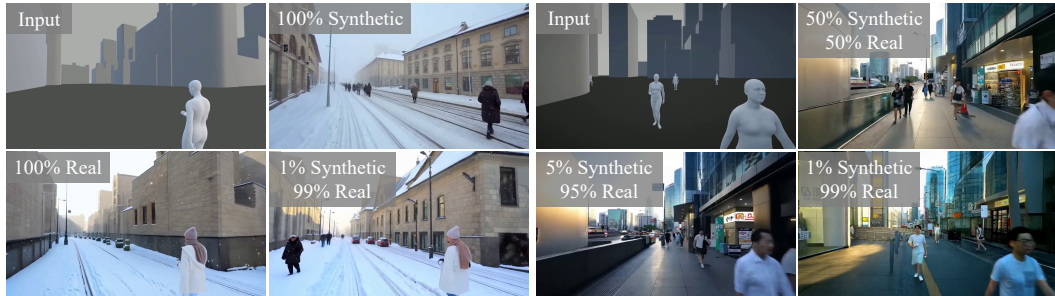 Input
100% Synthetic
Input
50% Synthetic
50% Real
100% Real
1% Synthetic
99% Real
5% Synthetic
95% Real
1% Synthetic
99% Real